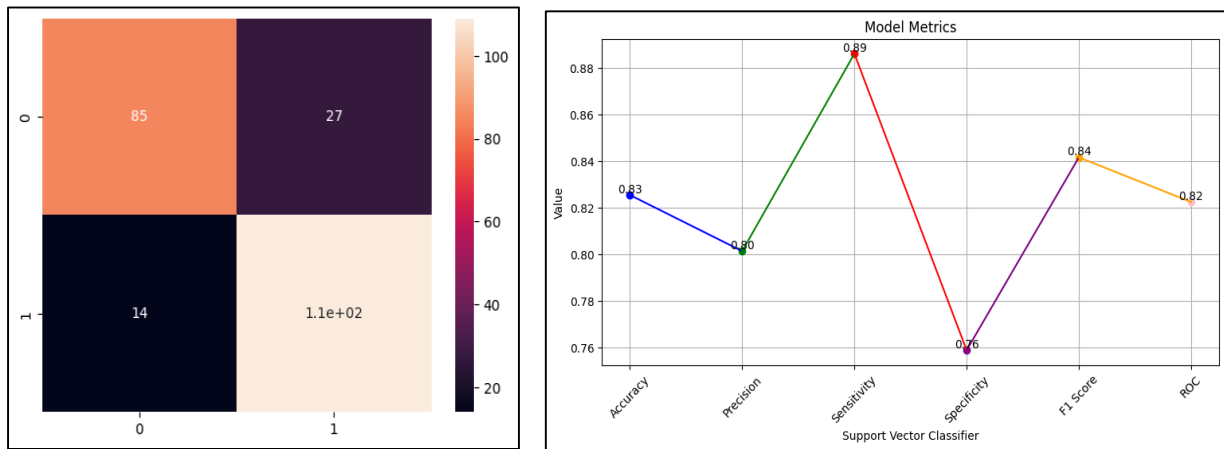 0
85
27
1
14
1.1e+02
0
1
100
80
60
40
20
Model Metrics
Value
0.88
0.86
0.84
0.82
0.80
0.78
0.76
0.83
0.80
0.89
0.76
0.84
0.82
Accuracy
Precision
Sensitivity
Specificity
F1 Score
ROC
Support Vector Classifier